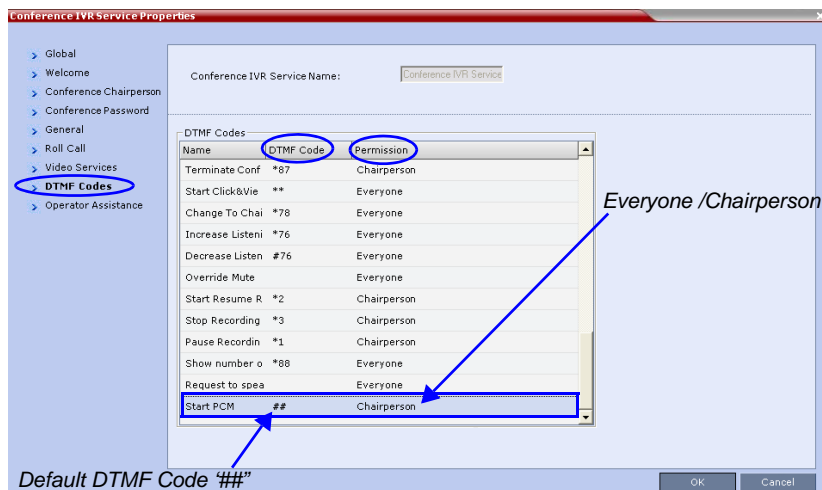 Conference IVR Service Properties
Global
Welcome
Conference Chairperson
Conference Password
General
Roll Call
Video Services
DTMF Codes
Operator Assistance
Conference IVR Service Name:
Conference IVR Service
DTMF Codes
Name DTMF Code Permission
Terminate Conf *87 Chairperson
Start Click&Vie ** Everyone
Change To Chai *78 Everyone
Increase Listeni *76 Everyone
Decrease Listen #76 Everyone
Override Mute Everyone
Start Resume R *2 Chairperson
Stop Recording *3 Chairperson
Pause Recordin *1 Chairperson
Show number o *88 Everyone
Request to spea Everyone
Start PCM ## Chairperson
Everyone /Chairperson
Default DTMF Code ‘##”
OK Cancel